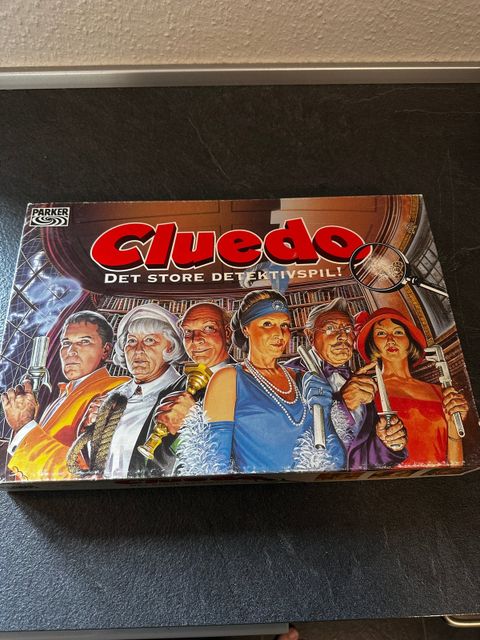 PARKER
Cluedo
DET STORE DETEKTIVSPIL!